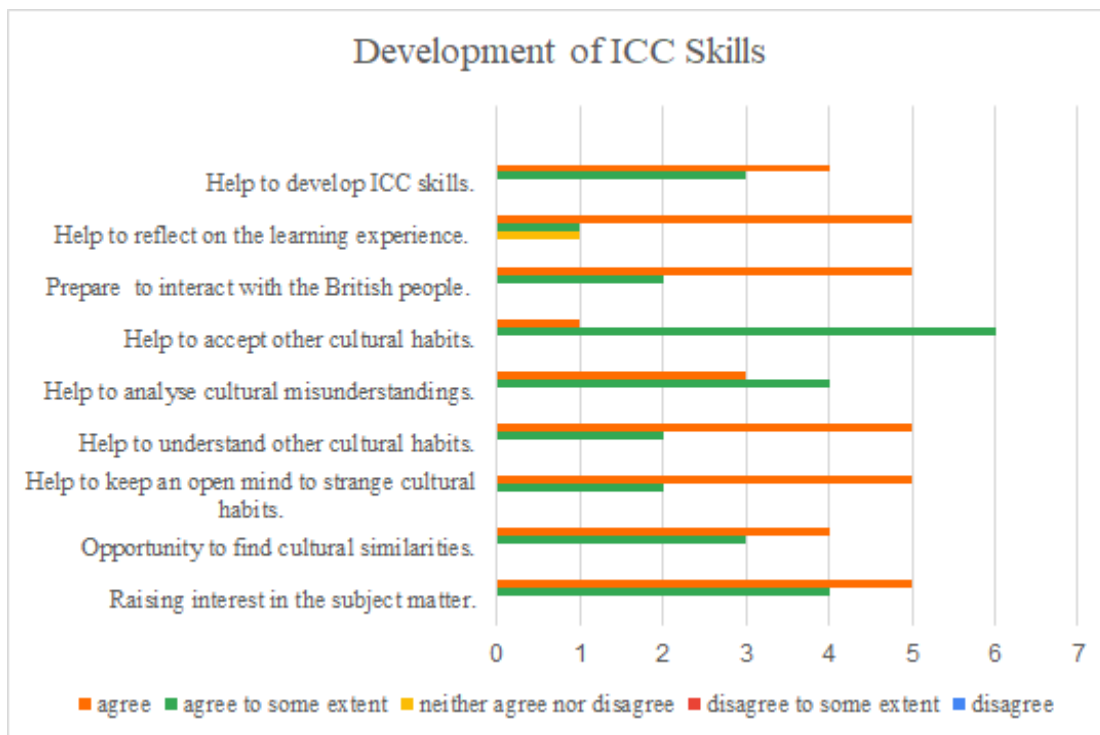 Development of ICC Skills
Help to develop ICC skills.
Help to reflect on the learning experience.
Prepare  to interact with the British people.
Help to accept other cultural habits.
Help to analyse cultural misunderstandings.
Help to understand other cultural habits.
Help to keep an open mind to strange cultural
habits.
Opportunity to find cultural similarities.
Raising interest in the subject matter.
0 1 2 3 4 5 6 7
agree agree to some extent neither agree nor disagree disagree to some extent disagree